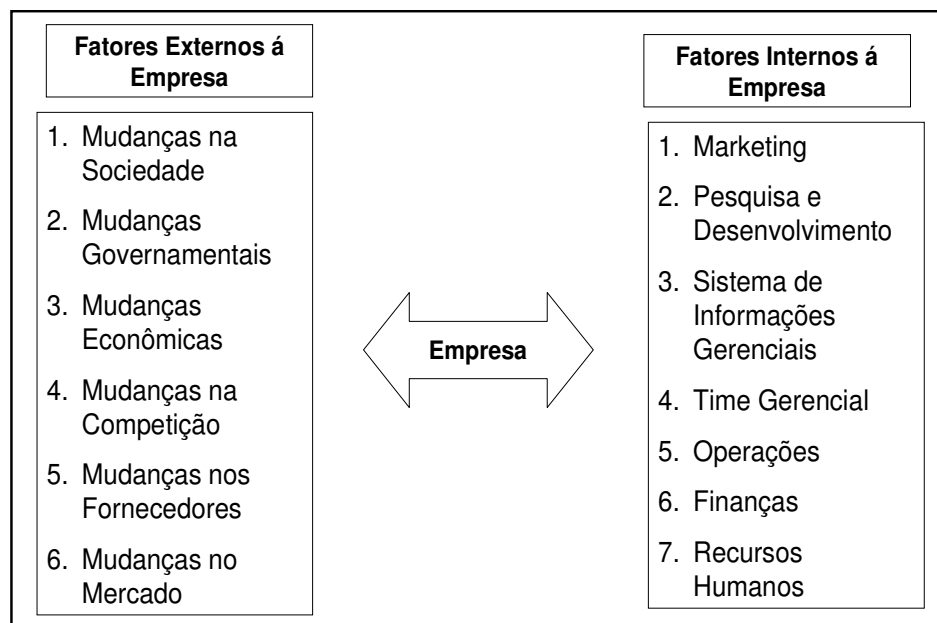 Fatores Externos á
Empresa
1. Mudanças na
Sociedade
2. Mudanças
Governamentais
3. Mudanças
Econômicas
4. Mudanças na
Competição
5. Mudanças nos
Fornecedores
6. Mudanças no
Mercado
Empresa
Fatores Internos á
Empresa
1. Marketing
2. Pesquisa e
Desenvolvimento
3. Sistema de
Informações
Gerenciais
4. Time Gerencial
5. Operações
6. Finanças
7. Recursos
Humanos